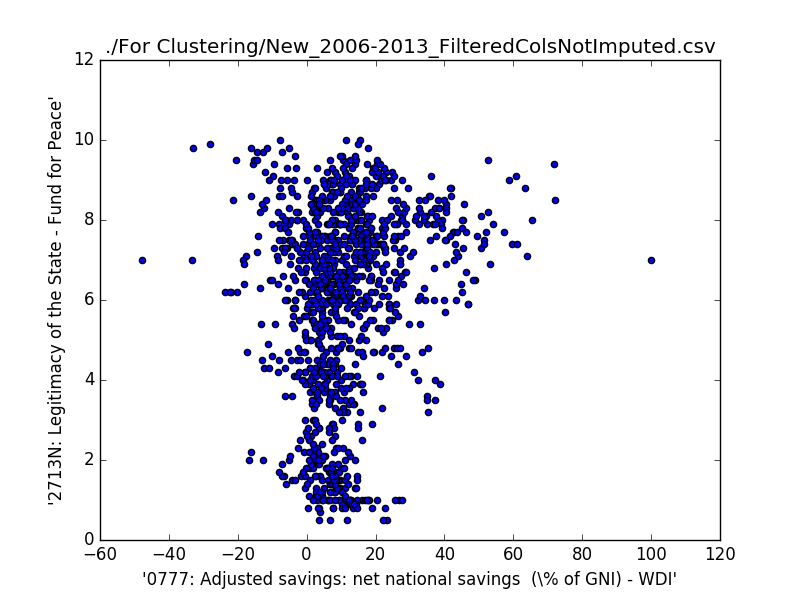 ./For Clustering/New_2006-2013_FilteredColsNotImputed.csv
12
10
8
6
4
2
0
'2713N: Legitimacy of the State - Fund for Peace'
−60 −40 −20 0 20 40 60 80 100 120
'0777: Adjusted savings: net national savings  (\% of GNI) - WDI'